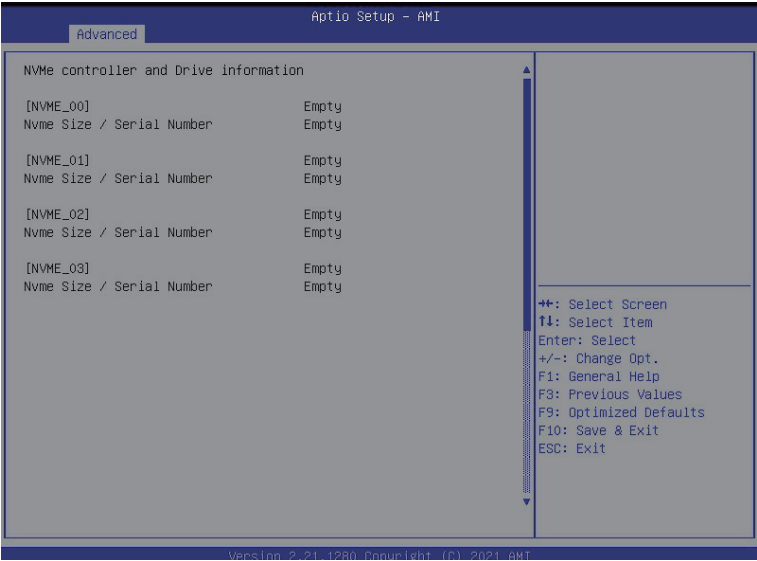 Aptio Setup – AMI
Advanced
NVMe controller and Drive information
[NVME_00] Empty
Nvme Size / Serial Number Empty
[NVME_01] Empty
Nvme Size / Serial Number Empty
[NVME_02] Empty
Nvme Size / Serial Number Empty
[NVME_03] Empty
Nvme Size / Serial Number Empty
→←: Select Screen
↑↓: Select Item
Enter: Select
+/-: Change Opt.
F1: General Help
F3: Previous Values
F9: Optimized Defaults
F10: Save & Exit
ESC: Exit
Version 2.21.1280 Copyright (C) 2021 AMI